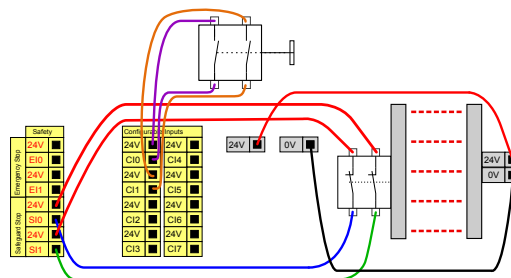 Safety
Emergency Stop
24V
EI0
24V
EI1
Safeguard Stop
24V
SI0
24V
SI1
Configurable Inputs
24V 24V
CI0 CI4
24V 24V
CI1 CI5
24V 24V
CI2 CI6
24V 24V
CI3 CI7
24V
0V
24V
0V